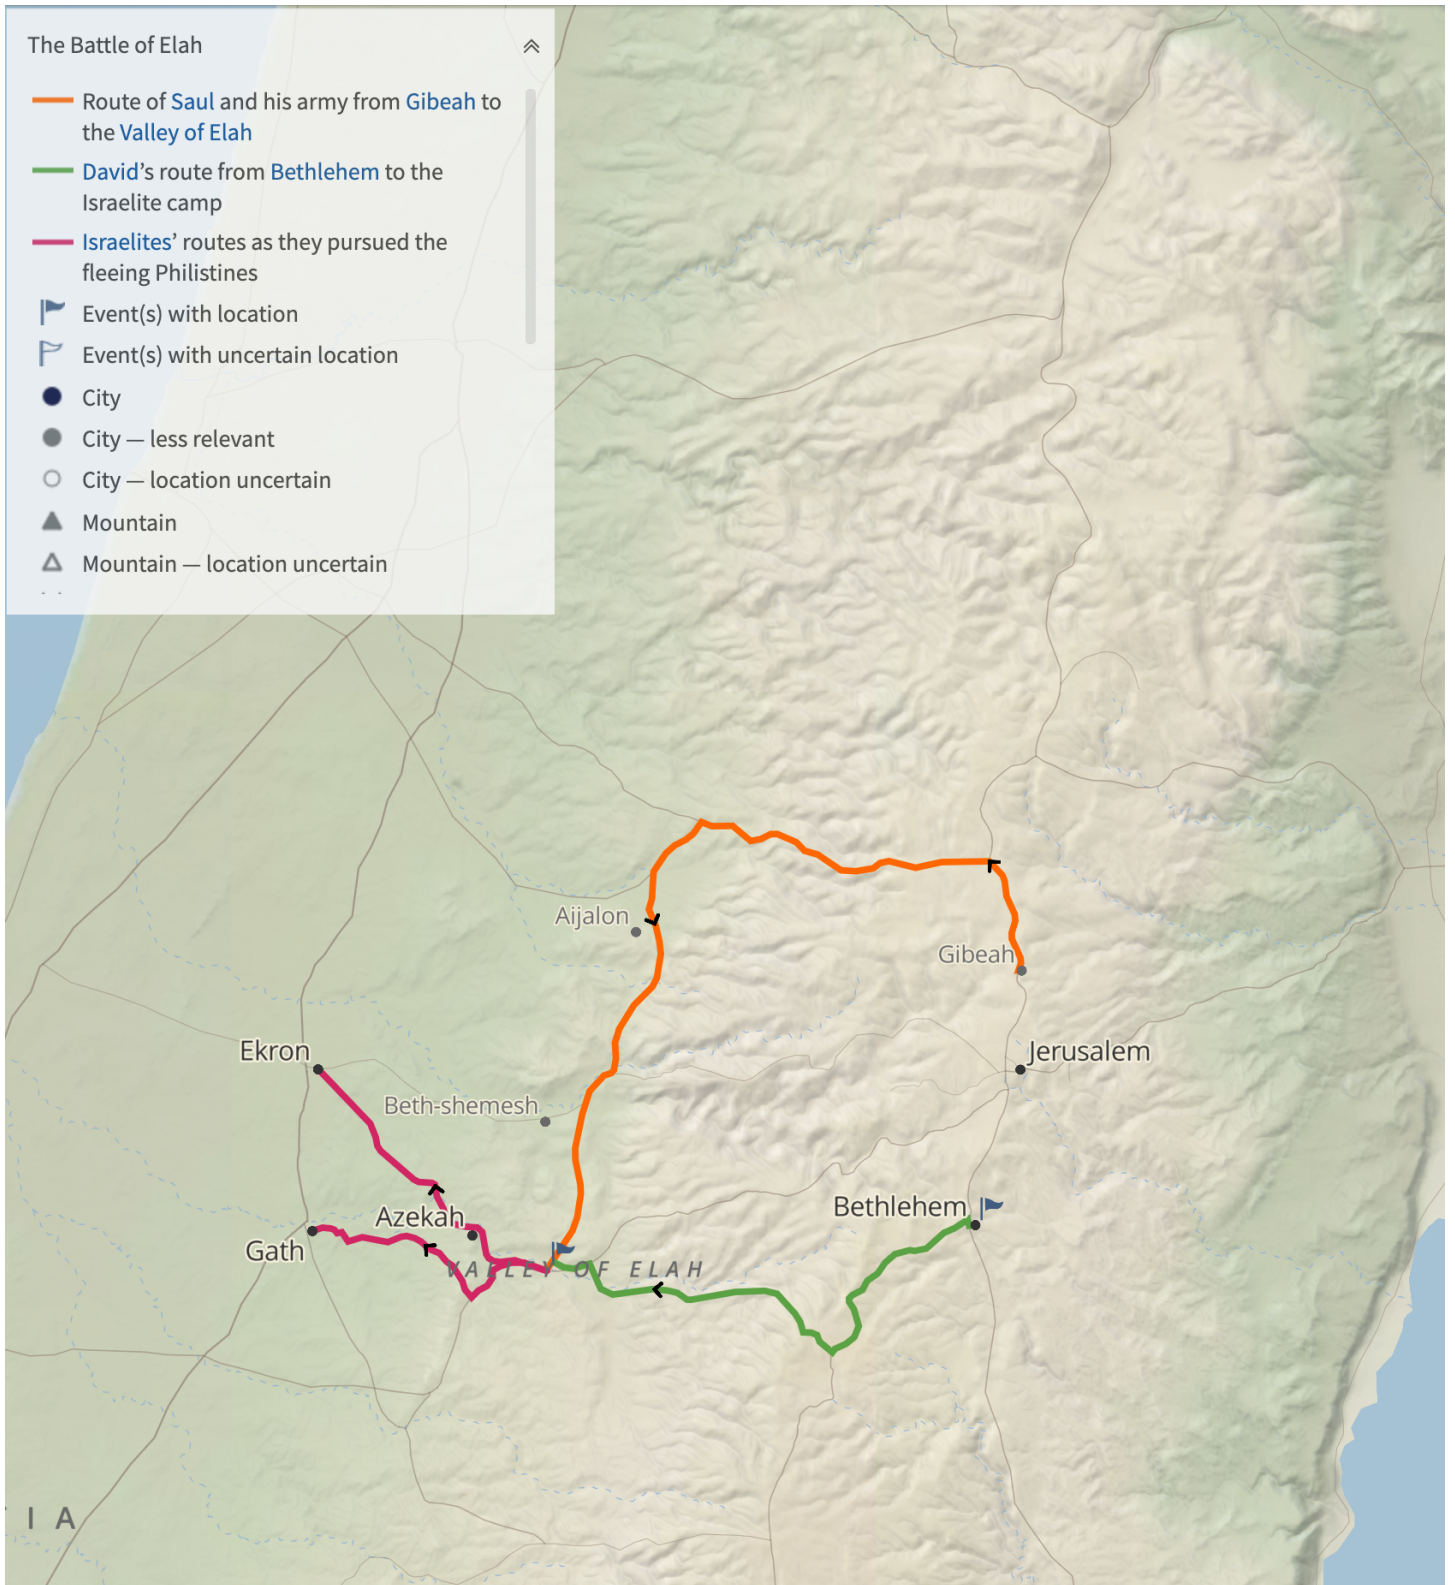 The Battle of Elah
Route of Saul and his army from Gibeah to
the Valley of Elah
David’s route from Bethlehem to the
Israelite camp
Israelites’ routes as they pursued the
fleeing Philistines
Event(s) with location
Event(s) with uncertain location
City
City — less relevant
City — location uncertain
Mountain
Mountain — location uncertain
Aijalon
Gibeah
Ekron
Jerusalem
Beth-shemesh
Bethlehem
Azekah
Gath
VALLEY OF ELAH
I A